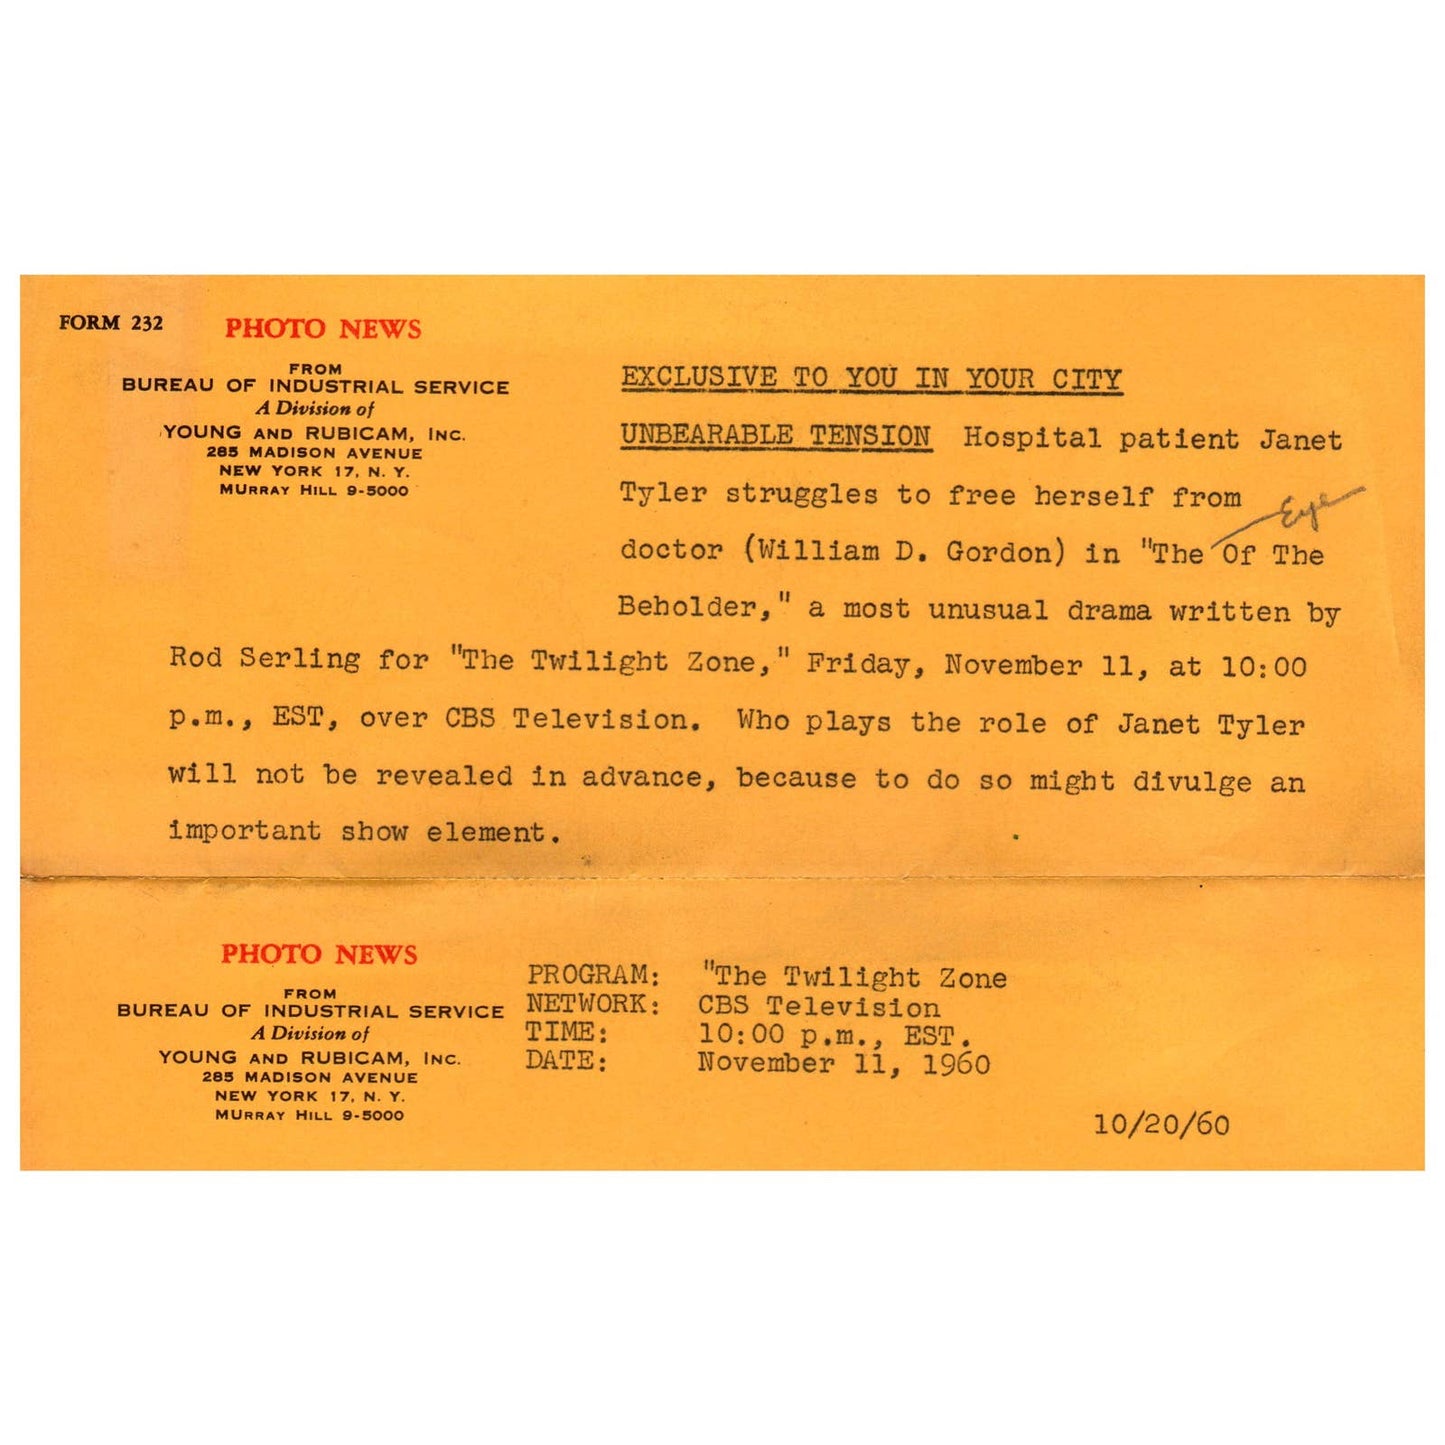 FORM 232
PHOTO NEWS
FROM
BUREAU OF INDUSTRIAL SERVICE
A Division of
YOUNG AND RUBICAM, INC.
285 MADISON AVENUE
NEW YORK 17, N. Y.
MURRAY HILL 9-5000
EXCLUSIVE TO YOU IN YOUR CITY
UNBEARABLE TENSION Hospital patient Janet
Tyler struggles to free herself from
Eye
doctor (William D. Gordon) in "The Of The
Beholder," a most unusual drama written by
Rod Serling for "The Twilight Zone," Friday, November 11, at 10:00
p.m., EST, over CBS Television. Who plays the role of Janet Tyler
will not be revealed in advance, because to do so might divulge an
important show element.
PHOTO NEWS
FROM
BUREAU OF INDUSTRIAL SERVICE
A Division of
YOUNG AND RUBICAM, INC.
285 MADISON AVENUE
NEW YORK 17, N. Y.
MURRAY HILL 9-5000
PROGRAM: "The Twilight Zone
NETWORK: CBS Television
TIME: 10:00 p.m., EST.
DATE: November 11, 1960
10/20/60